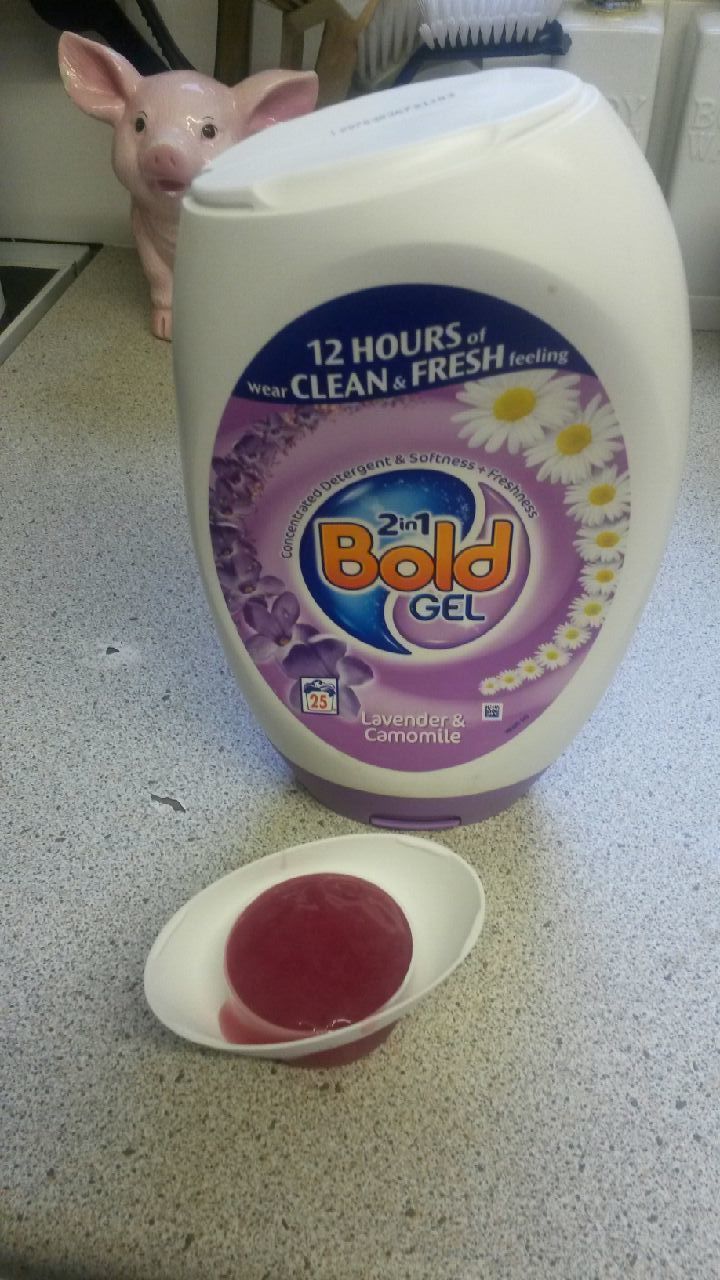 12 HOURS of
wear CLEAN & FRESH feeling
Concentrated Detergent & Softness + Freshness
2in1
Bold
GEL
25
Lavender &
Camomile